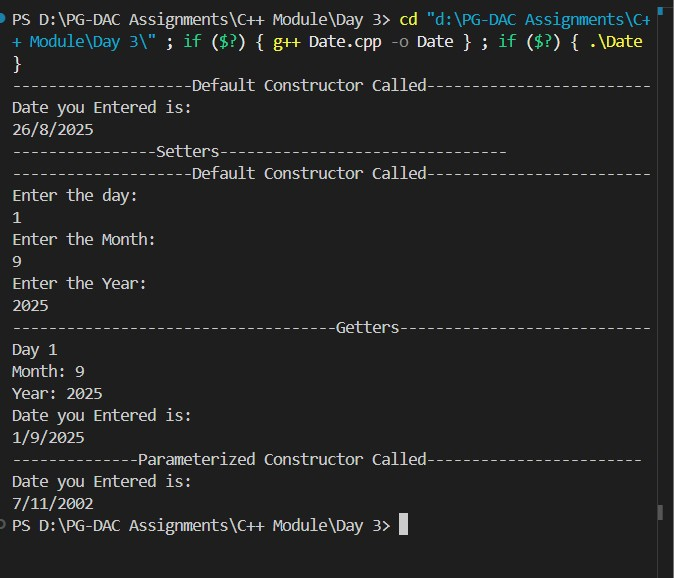 PS D:\PG-DAC Assignments\C++ Module\Day 3> cd "d:\PG-DAC Assignments\C+
+ Module\Day 3\" ; if ($?) { g++ Date.cpp -o Date } ; if ($?) { .\Date
}
--------------------Default Constructor Called-------------------------
Date you Entered is:
26/8/2025
----------------Setters--------------------------------
--------------------Default Constructor Called-------------------------
Enter the day:
1
Enter the Month:
9
Enter the Year:
2025
------------------------------------Getters----------------------------
Day 1
Month: 9
Year: 2025
Date you Entered is:
1/9/2025
--------------Parameterized Constructor Called------------------------
Date you Entered is:
7/11/2002
PS D:\PG-DAC Assignments\C++ Module\Day 3>